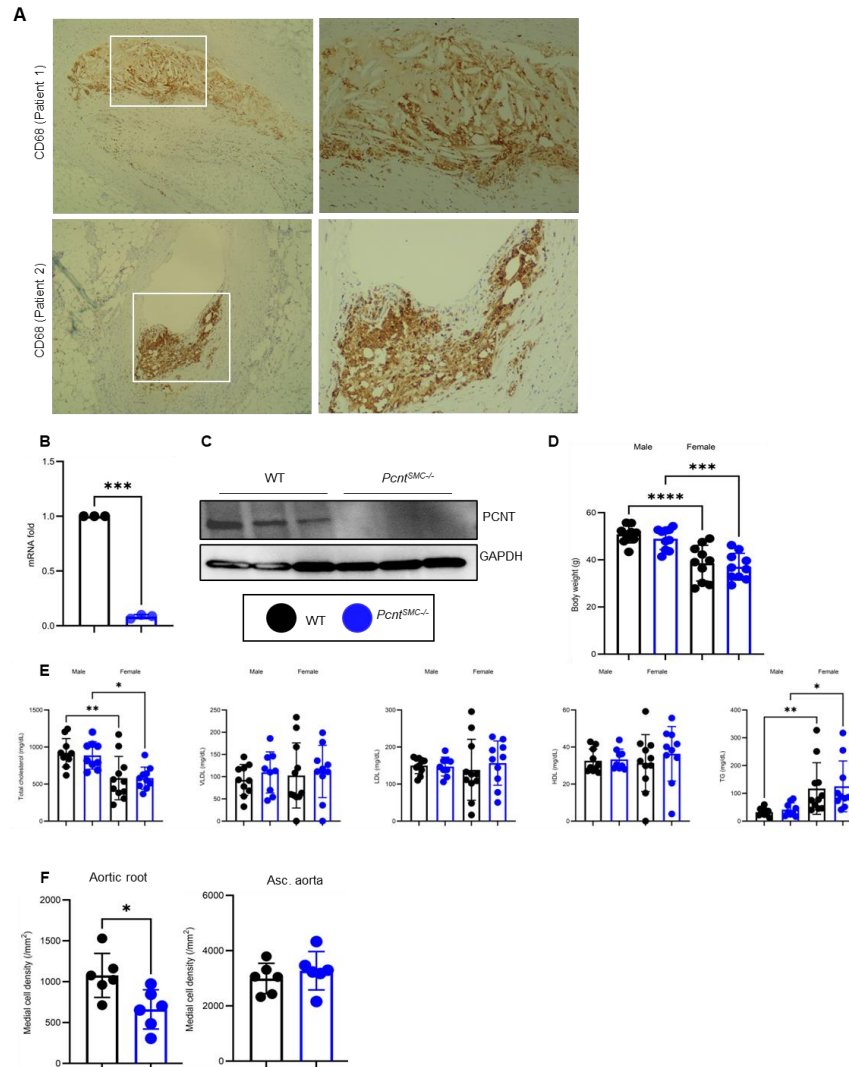 A
CD68 (Patient 1)
CD68 (Patient 2)
B
***
1.5
1.0
0.5
0.0
mRNA fold
C
WT
Pcnt^SMC-/-
PCNT
GAPDH
WT
Pcnt^SMC-/-
D
Male Female
***
****
60
40
20
0
Body weight (g)
E
Male Female
*
**
1500
1000
500
0
Total cholesterol (mg/dL)
Male Female
250
200
150
100
50
0
VLDL (mg/dL)
Male Female
300
200
100
0
LDL (mg/dL)
Male Female
60
40
20
0
HDL (mg/dL)
Male Female
*
**
400
300
200
100
0
TG (mg/dL)
F
Aortic root
*
2000
1500
1000
500
0
Medial cell density (/mm²)
Asc. aorta
6000
4000
2000
0
Medial cell density (/mm²)